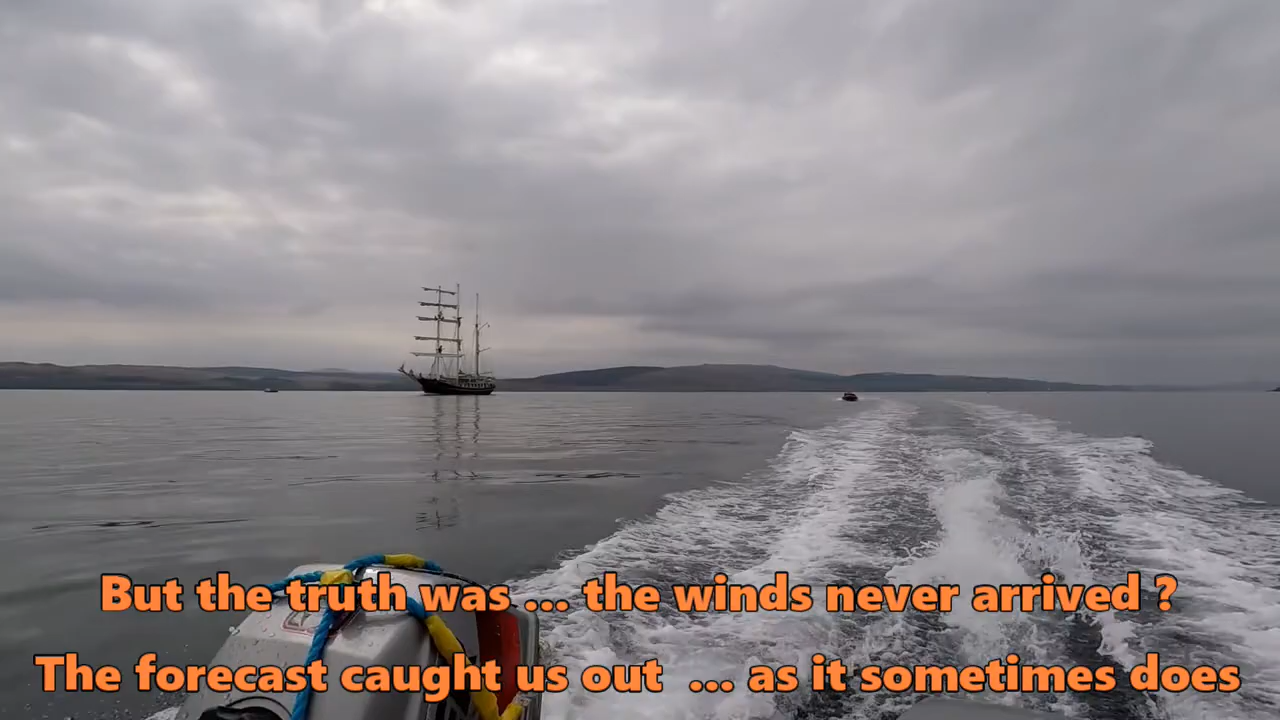 But the truth was ... the winds never arrived ?
The forecast caught us out ... as it sometimes does